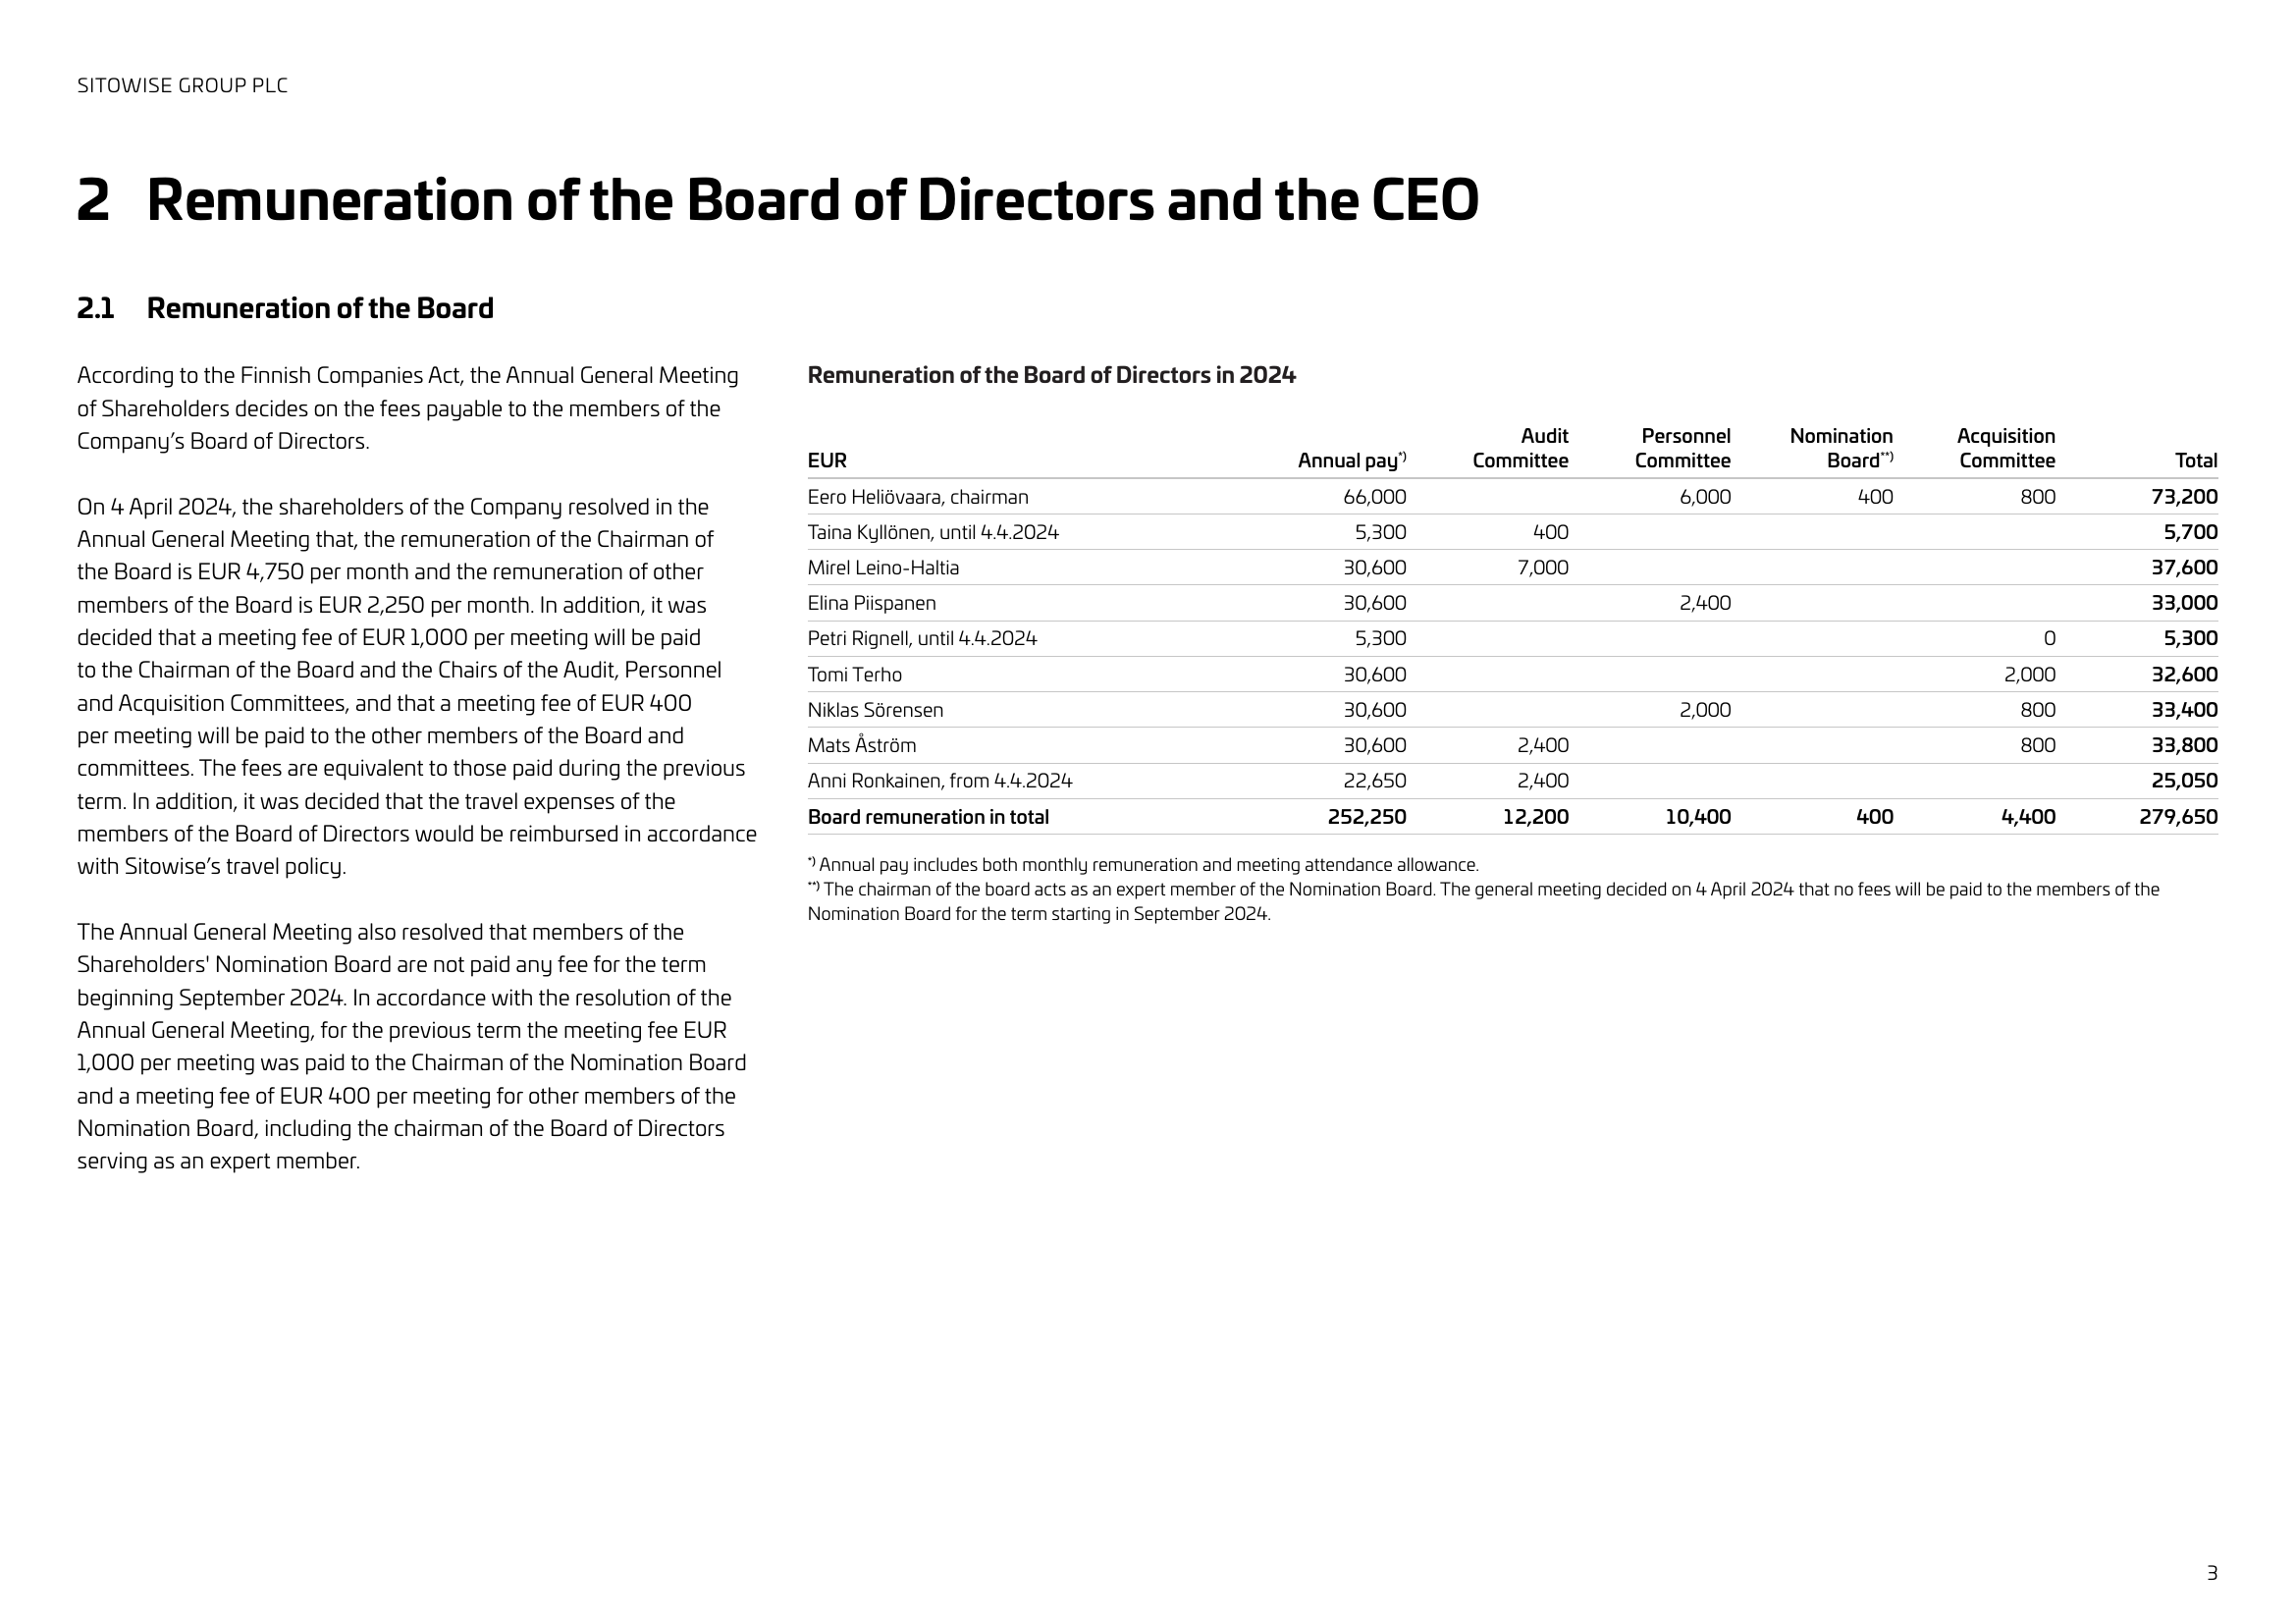 SITOWISE GROUP PLC
2 Remuneration of the Board of Directors and the CEO
2.1 Remuneration of the Board
According to the Finnish Companies Act, the Annual General Meeting
of Shareholders decides on the fees payable to the members of the
Company’s Board of Directors.
On 4 April 2024, the shareholders of the Company resolved in the
Annual General Meeting that, the remuneration of the Chairman of
the Board is EUR 4,750 per month and the remuneration of other
members of the Board is EUR 2,250 per month. In addition, it was
decided that a meeting fee of EUR 1,000 per meeting will be paid
to the Chairman of the Board and the Chairs of the Audit, Personnel
and Acquisition Committees, and that a meeting fee of EUR 400
per meeting will be paid to the other members of the Board and
committees. The fees are equivalent to those paid during the previous
term. In addition, it was decided that the travel expenses of the
members of the Board of Directors would be reimbursed in accordance
with Sitowise’s travel policy.
The Annual General Meeting also resolved that members of the
Shareholders' Nomination Board are not paid any fee for the term
beginning September 2024. In accordance with the resolution of the
Annual General Meeting, for the previous term the meeting fee EUR
1,000 per meeting was paid to the Chairman of the Nomination Board
and a meeting fee of EUR 400 per meeting for other members of the
Nomination Board, including the chairman of the Board of Directors
serving as an expert member.
Remuneration of the Board of Directors in 2024
EUR Annual pay*) Audit Committee Personnel Committee Nomination Board**) Acquisition Committee Total
Eero Heliövaara, chairman 66,000 6,000 400 800 73,200
Taina Kyllönen, until 4.4.2024 5,300 400 5,700
Mirel Leino-Haltia 30,600 7,000 37,600
Elina Piispanen 30,600 2,400 33,000
Petri Rignell, until 4.4.2024 5,300 0 5,300
Tomi Terho 30,600 2,000 32,600
Niklas Sörensen 30,600 2,000 800 33,400
Mats Åström 30,600 2,400 800 33,800
Anni Ronkainen, from 4.4.2024 22,650 2,400 25,050
Board remuneration in total 252,250 12,200 10,400 400 4,400 279,650
*) Annual pay includes both monthly remuneration and meeting attendance allowance.
**) The chairman of the board acts as an expert member of the Nomination Board. The general meeting decided on 4 April 2024 that no fees will be paid to the members of the
Nomination Board for the term starting in September 2024.
3